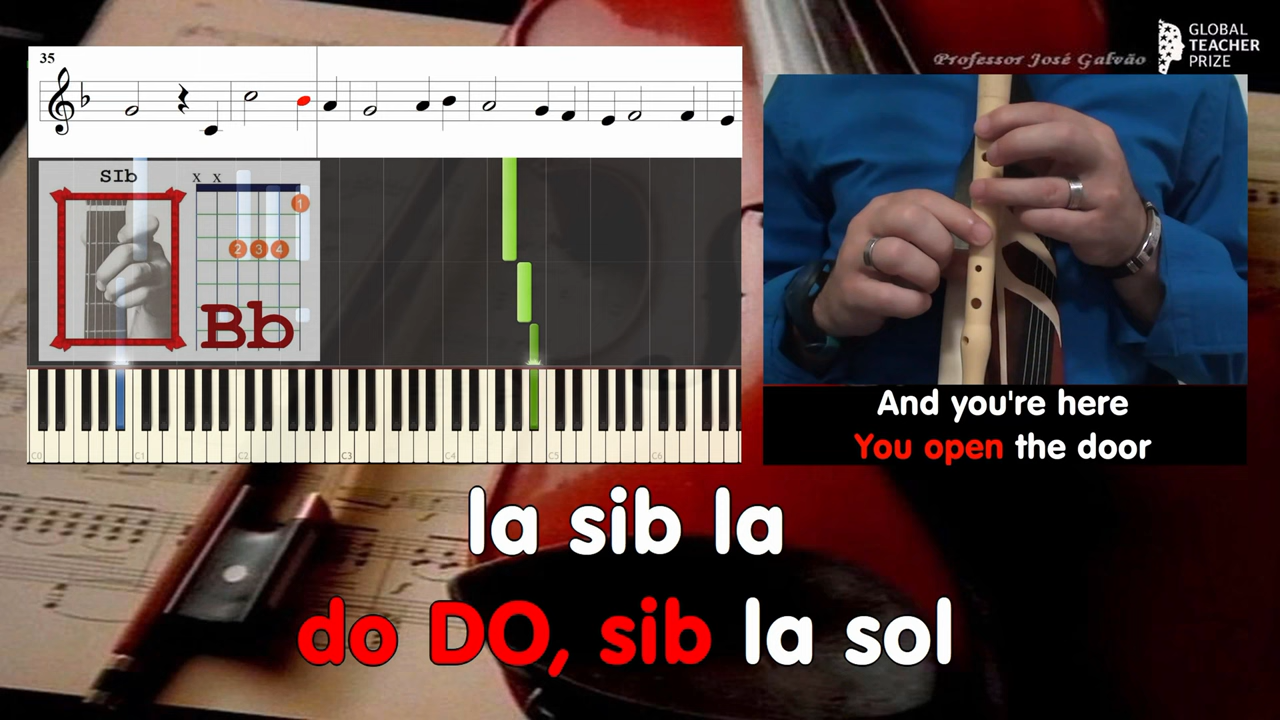 Professor José Galvão
GLOBAL
TEACHER
PRIZE
35
SIb
x x
1
2 3 4
Bb
C0 C1 C2 C3 C4 C5 C6
And you're here
You open the door
la sib la
do DO, sib la sol